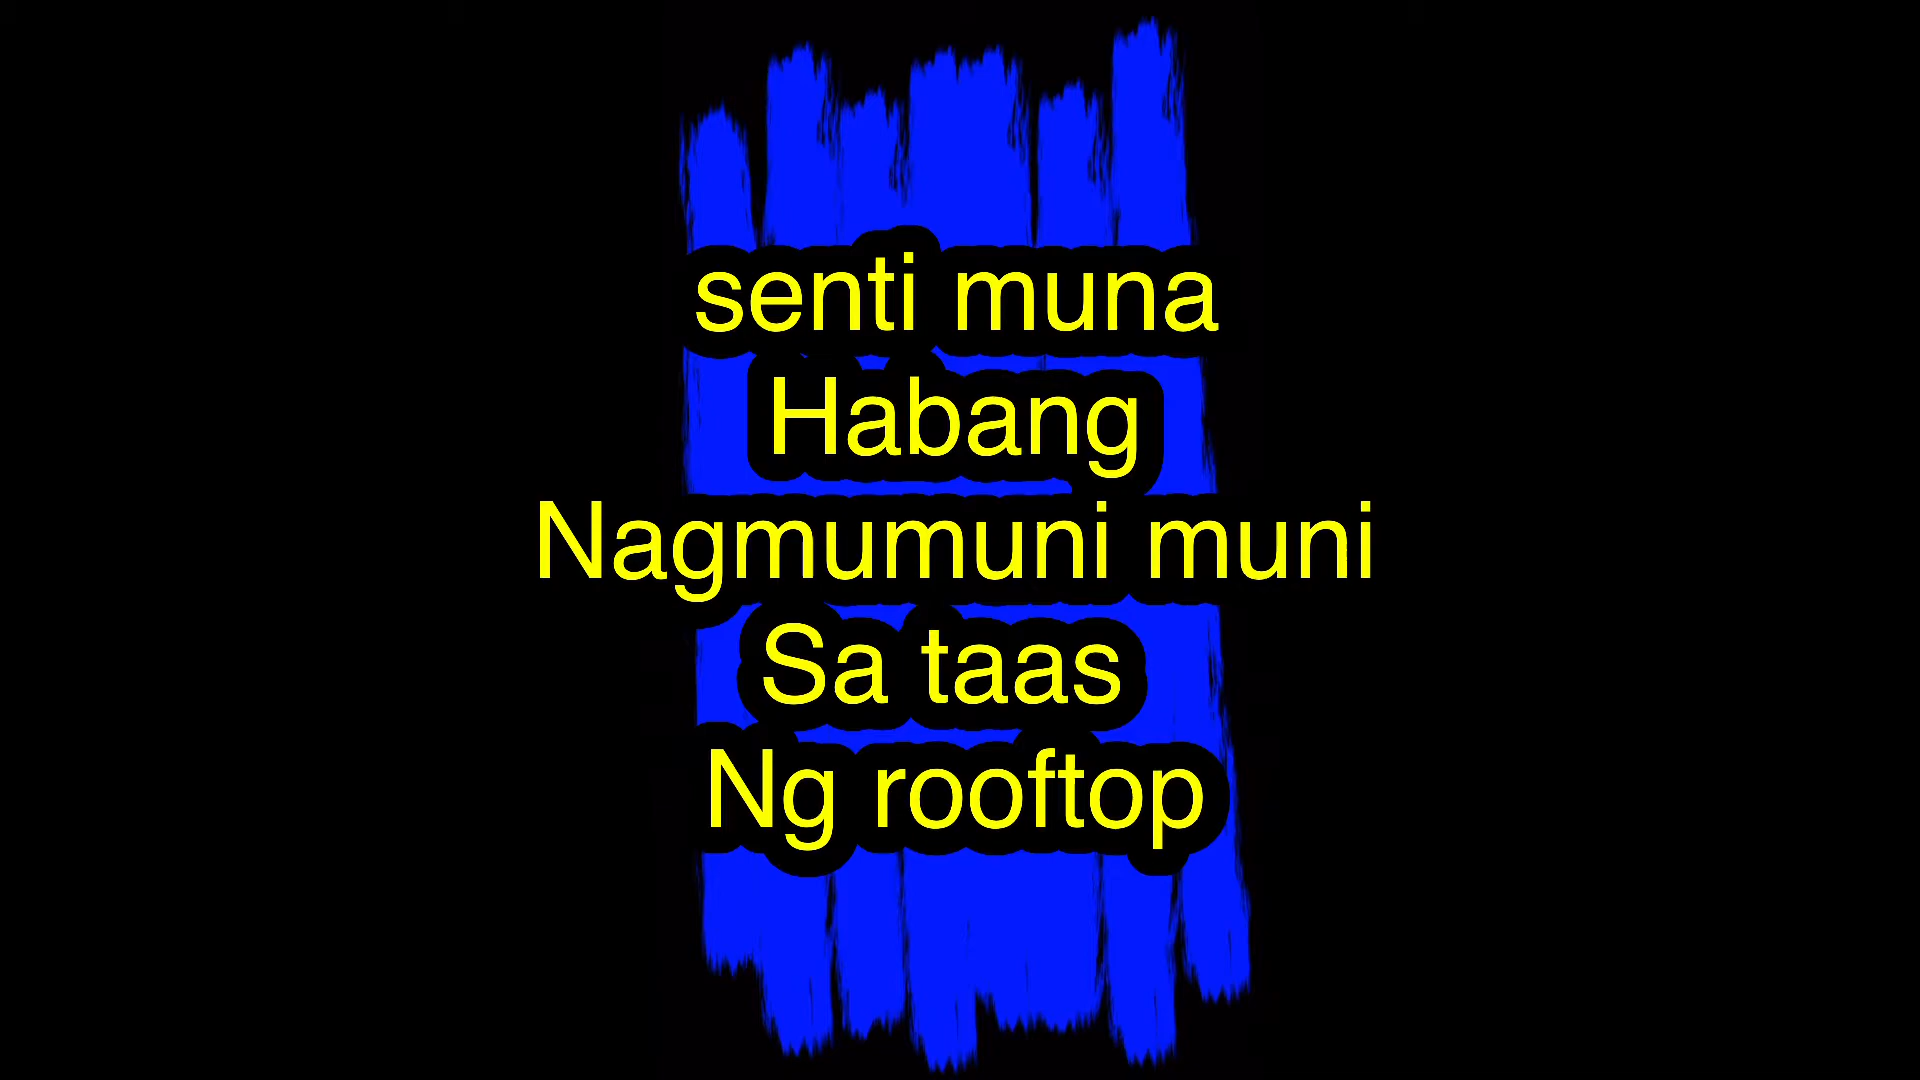 senti muna
Habang
Nagmumuni muni
Sa taas
Ng rooftop